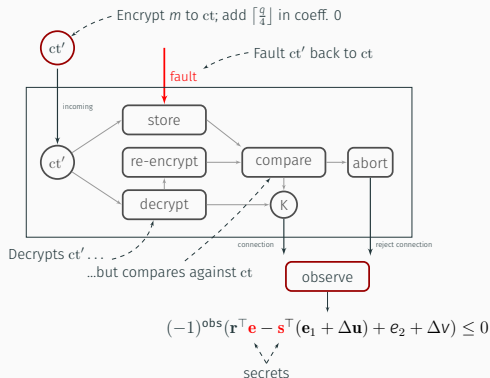 Encrypt m to ct; add ⌈q/4⌋ in coeff. 0
ct′
Fault ct′ back to ct
fault
incoming
store
ct′
re-encrypt
compare
abort
decrypt
K
Decrypts ct′ …
...but compares against ct
connection
reject connection
observe
(−1)^obs(r^⊤e − s^⊤(e₁ + Δu) + e₂ + Δv) ≤ 0
secrets